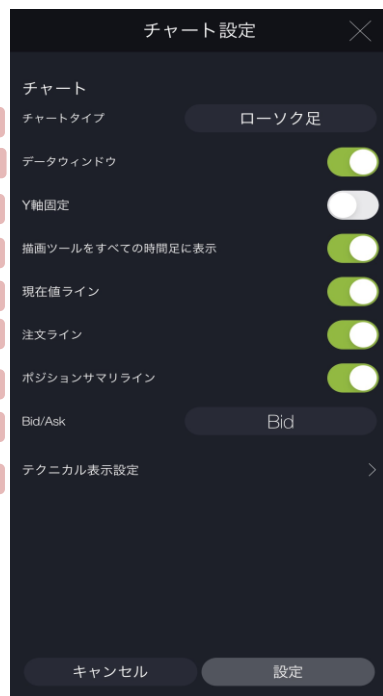 チャート設定
チャート
チャートタイプ ローソク足
データウィンドウ
Y軸固定
描画ツールをすべての時間足に表示
現在値ライン
注文ライン
ポジションサマリライン
Bid/Ask Bid
テクニカル表示設定
キャンセル 設定